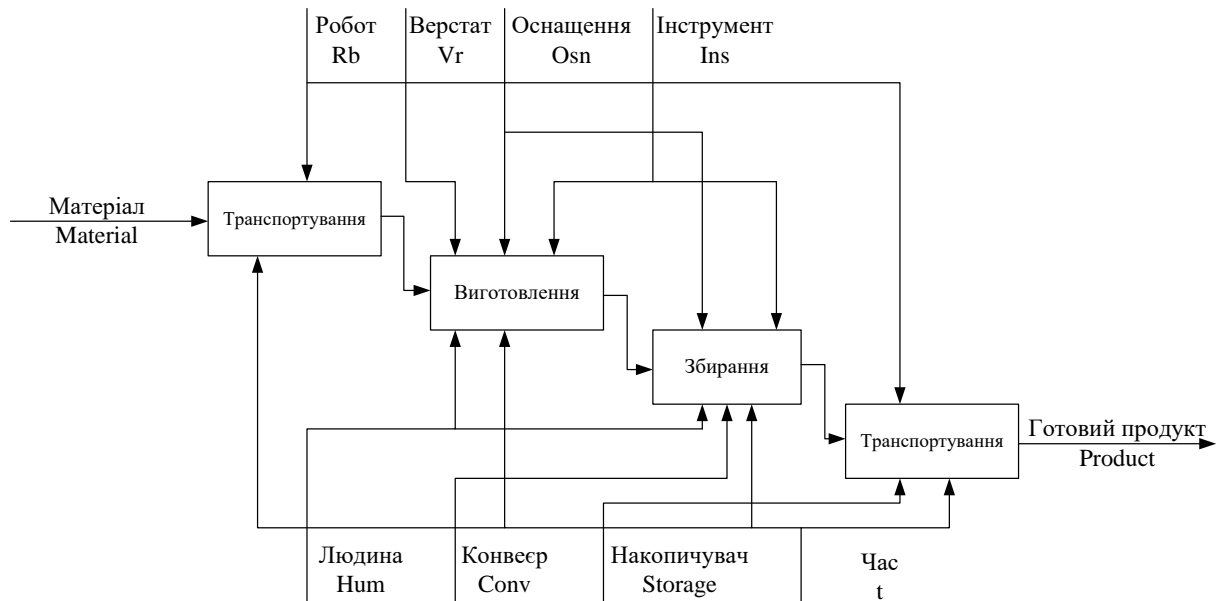 Робот
Rb
Верстат
Vr
Оснащення
Osn
Інструмент
Ins
Матеріал
Material
Транспортування
Виготовлення
Збирання
Транспортування
Готовий продукт
Product
Людина
Hum
Конвеєр
Conv
Накопичувач
Storage
Час
t